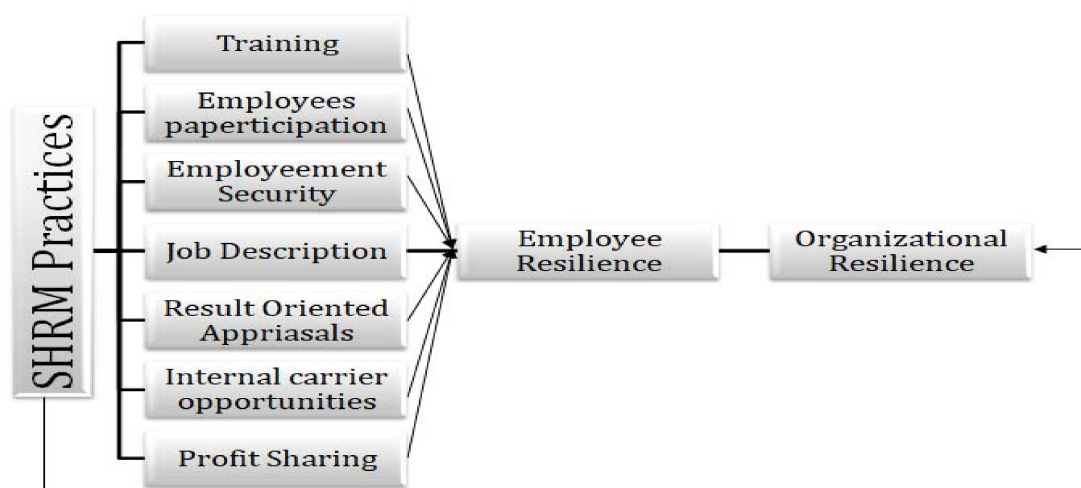 SHRM Practices
Training
Employees
paperticipation
Employeement
Security
Job Description
Result Oriented
Appriasals
Internal carrier
opportunities
Profit Sharing
Employee
Resilience
Organizational
Resilience